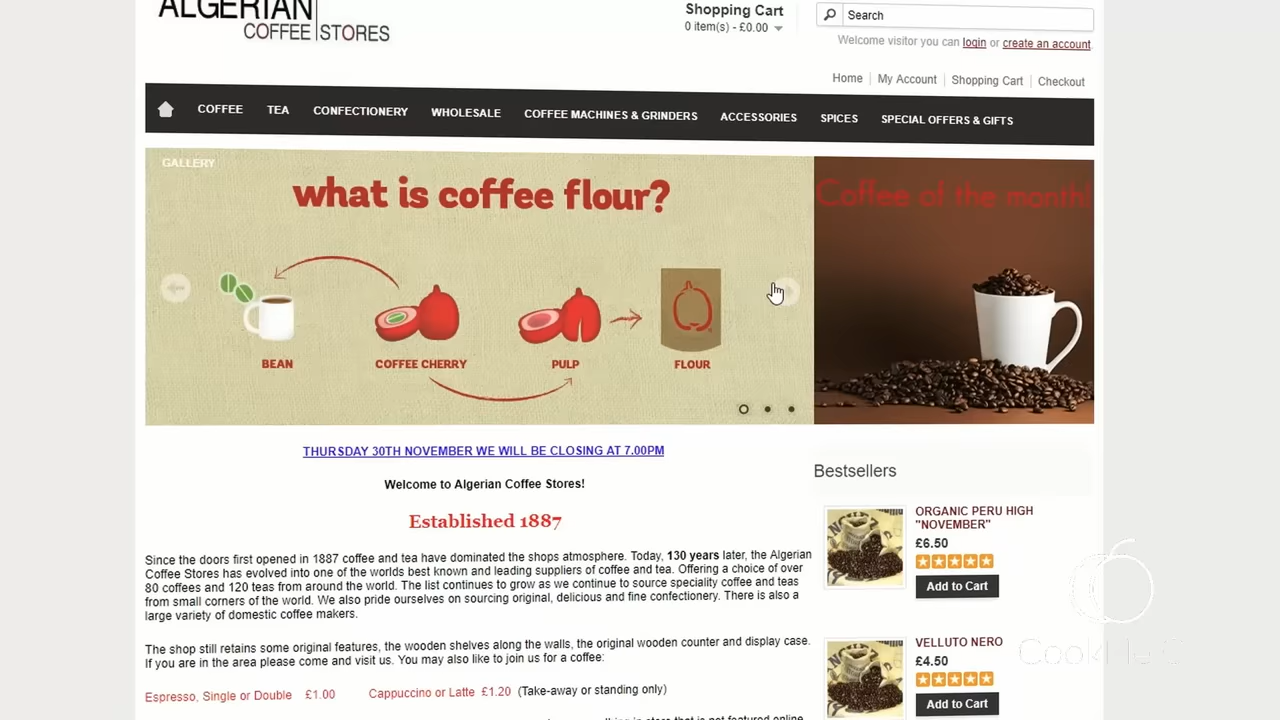 ALGERIAN
COFFEE STORES
Shopping Cart
0 item(s) - £0.00
Search
Welcome visitor you can login or create an account.
Home
My Account
Shopping Cart
Checkout
COFFEE
TEA
CONFECTIONERY
WHOLESALE
COFFEE MACHINES & GRINDERS
ACCESSORIES
SPICES
SPECIAL OFFERS & GIFTS
GALLERY
what is coffee flour?
BEAN
COFFEE CHERRY
PULP
FLOUR
Coffee of the month!
THURSDAY 30TH NOVEMBER WE WILL BE CLOSING AT 7.00PM
Welcome to Algerian Coffee Stores!
Established 1887
Since the doors first opened in 1887 coffee and tea have dominated the shops atmosphere. Today, 130 years later, the Algerian
Coffee Stores has evolved into one of the worlds best known and leading suppliers of coffee and tea. Offering a choice of over
80 coffees and 120 teas from around the world. The list continues to grow as we continue to source speciality coffee and teas
from small corners of the world. We also pride ourselves on sourcing original, delicious and fine confectionery. There is also a
large variety of domestic coffee makers.
The shop still retains some original features, the wooden shelves along the walls, the original wooden counter and display case.
If you are in the area please come and visit us. You may also like to join us for a coffee:
Espresso, Single or Double £1.00 Cappuccino or Latte £1.20 (Take-away or standing only)
in store that is not featured online
Bestsellers
ORGANIC PERU HIGH
"NOVEMBER"
£6.50
Add to Cart
VELLUTO NERO
£4.50
Add to Cart